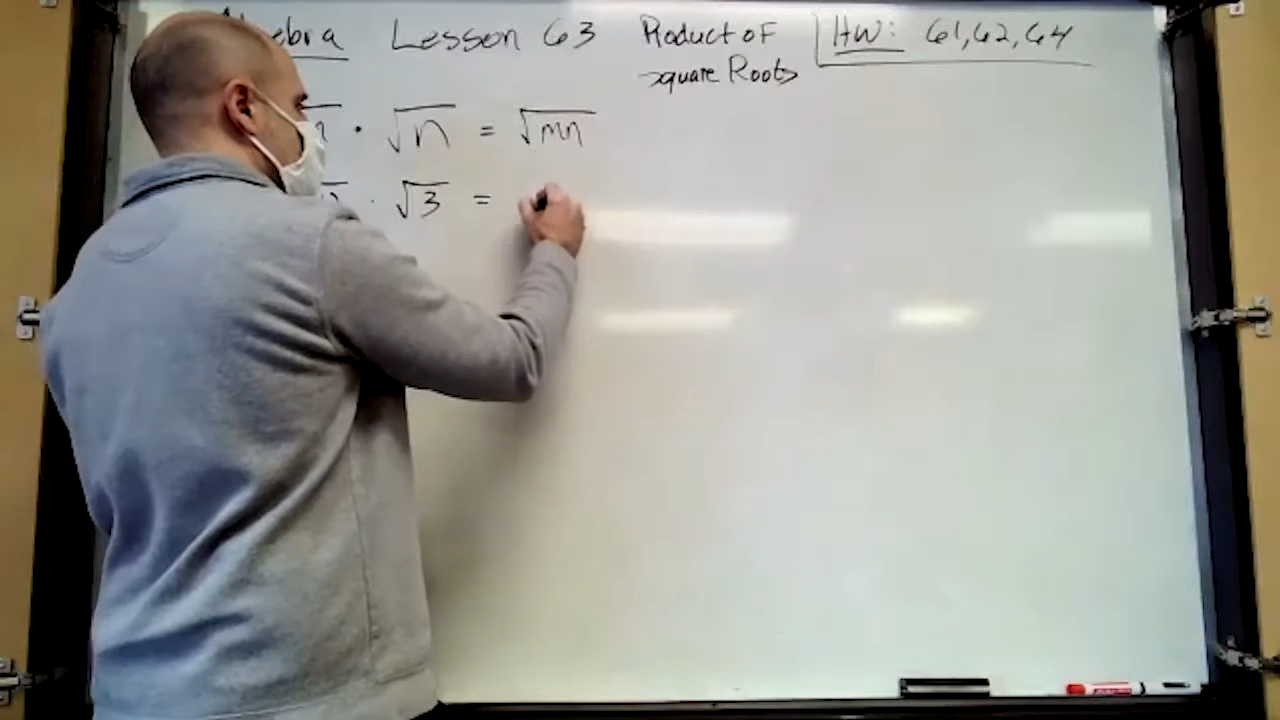 Lesson 63 Product of HW: 61,62,64
square Roots
· √n = √mn
· √3 =